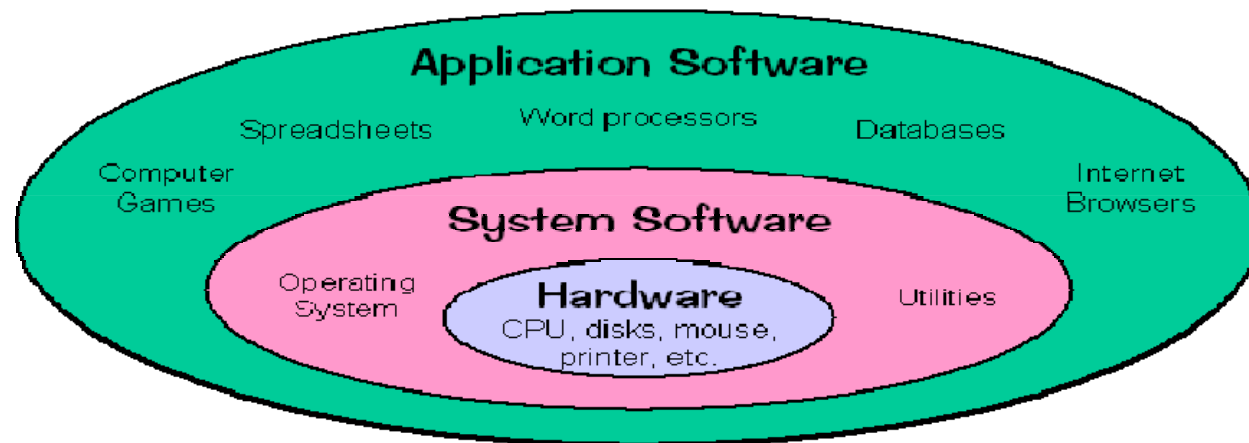 Application Software
Word processors
Spreadsheets
Databases
Computer
Games
Internet
Browsers
System Software
Operating
System
Utilities
Hardware
CPU, disks, mouse,
printer, etc.